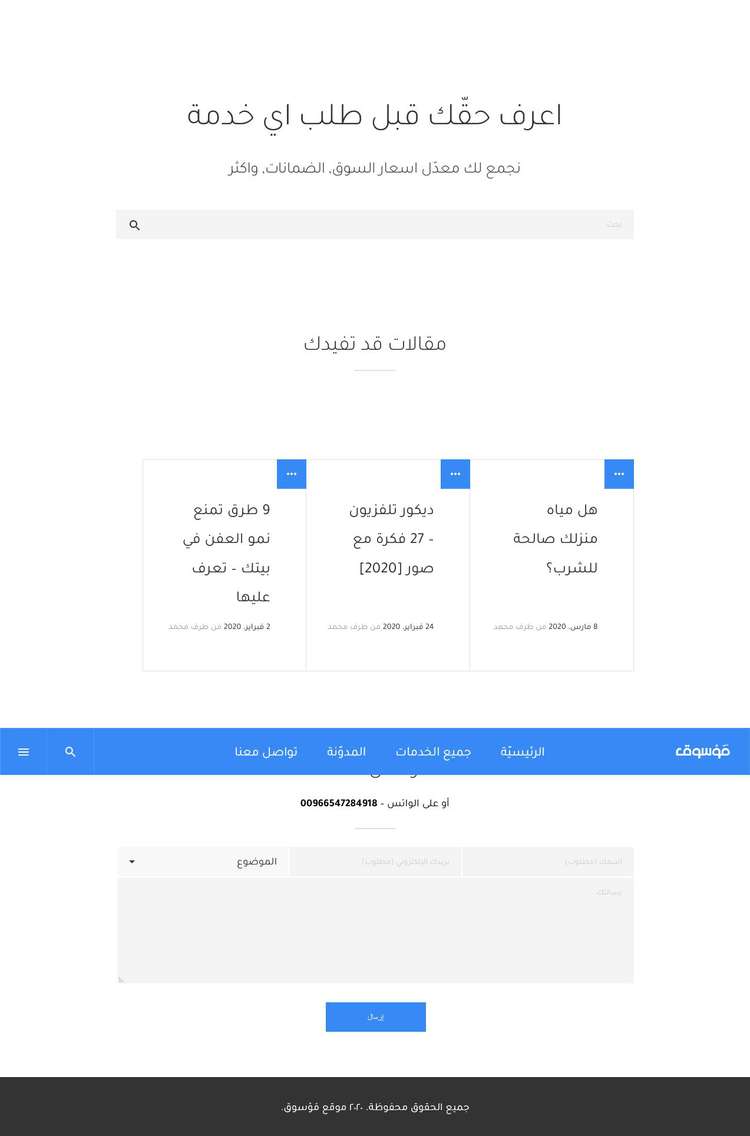 اعرف حقّك قبل طلب اي خدمة
نجمع لك معدّل اسعار السوق, الضمانات, واكثر
بحث
مقالات قد تفيدك
هل مياه
منزلك صالحة
للشرب؟
8 مارس، 2020 من طرف محمد
ديكور تلفزيون
– 27 فكرة مع
صور [2020]
24 فبراير، 2020 من طرف محمد
9 طرق تمنع
نمو العفن في
بيتك – تعرف
عليها
2 فبراير، 2020 من طرف محمد
مَوْسوق
الرئيسيّة
جميع الخدمات
المدوّنة
تواصل معنا
أو على الواتس – 00966547284918
اسمك (مطلوب)
بريدك الإلكتروني (مطلوب)
الموضوع
رسالتك
إرسال
جميع الحقوق محفوظة. ٢٠٢٠ موقع مَوْسوق.